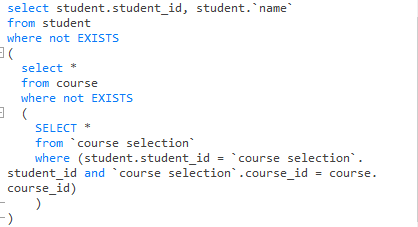 select student.student_id, student.`name`
from student
where not EXISTS
(
select *
from course
where not EXISTS
(
SELECT *
from `course selection`
where (student.student_id = `course selection`.
student_id and `course selection`.course_id = course.
course_id)
)
)